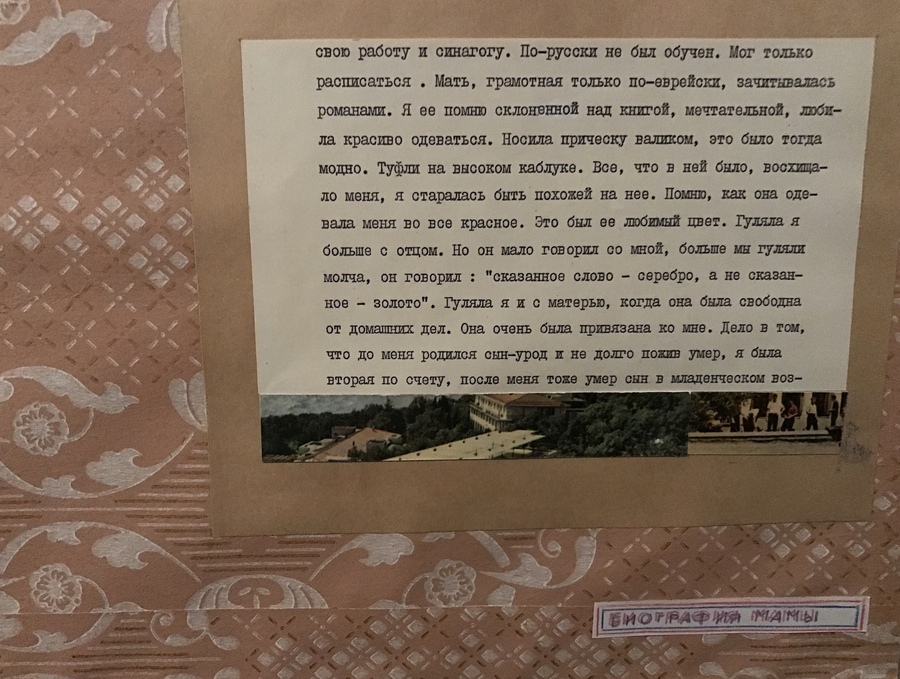 свою работу и синагогу. По-русски не был обучен. Мог только
расписаться . Мать, грамотная только по-еврейски, зачитывалась
романами. Я ее помню склоненной над книгой, мечтательной, люби-
ла красиво одеваться. Носила прическу валиком, это было тогда
модно. Туфли на высоком каблуке. Все, что в ней было, восхища-
ло меня, я старалась быть похожей на нее. Помню, как она оде-
вала меня во все красное. Это был ее любимый цвет. Гуляла я
больше с отцом. Но он мало говорил со мной, больше мы гуляли
молча, он говорил : "сказанное слово - серебро, а не сказан-
ное - золото". Гуляла я и с матерью, когда она была свободна
от домашних дел. Она очень была привязана ко мне. Дело в том,
что до меня родился сын-урод и не долго пожив умер, я была
вторая по счету, после меня тоже умер сын в младенческом воз-
БИОГРАФИЯ МАМЫ